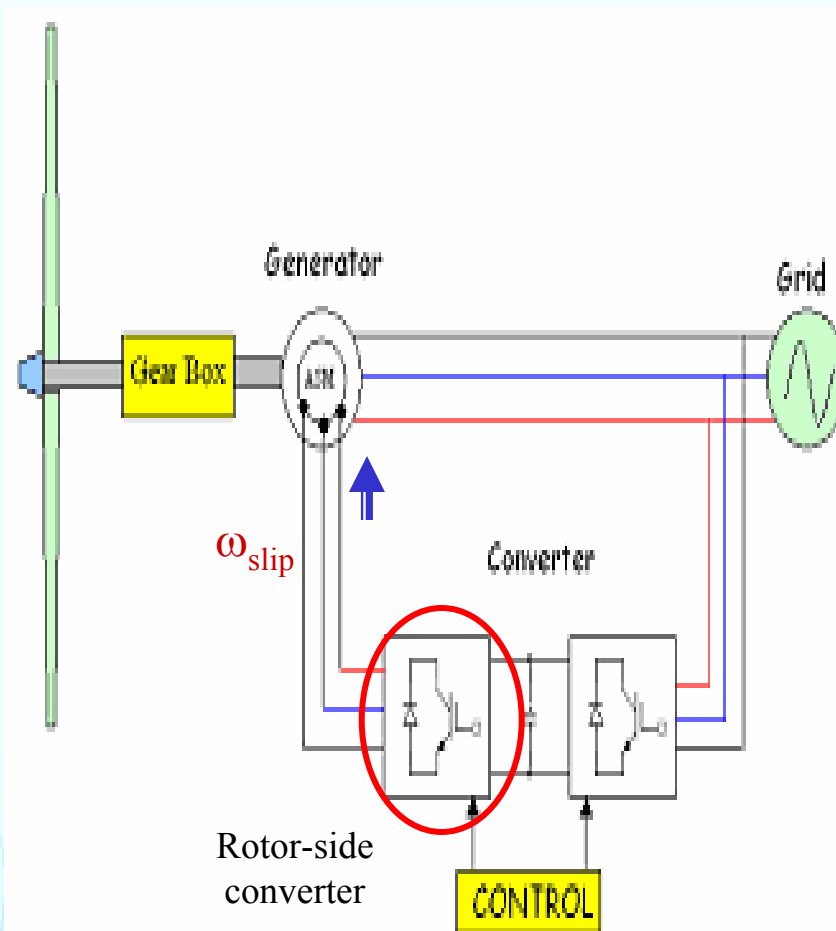 Generator
Grid
Gear Box
ASM
ωslip
Converter
Rotor-side
converter
CONTROL